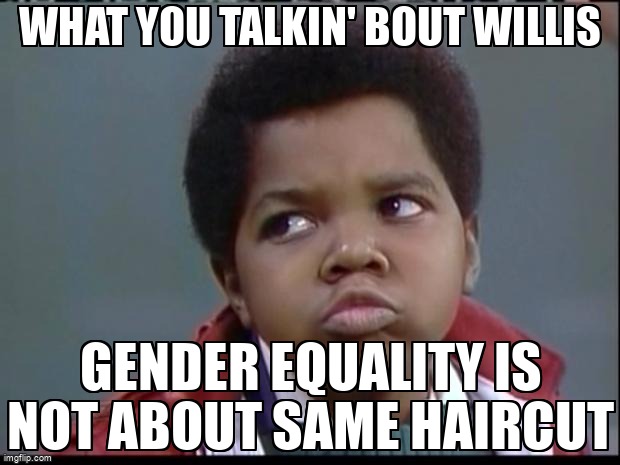 WHAT YOU TALKIN' BOUT WILLIS
GENDER EQUALITY IS
NOT ABOUT SAME HAIRCUT
imgflip.com